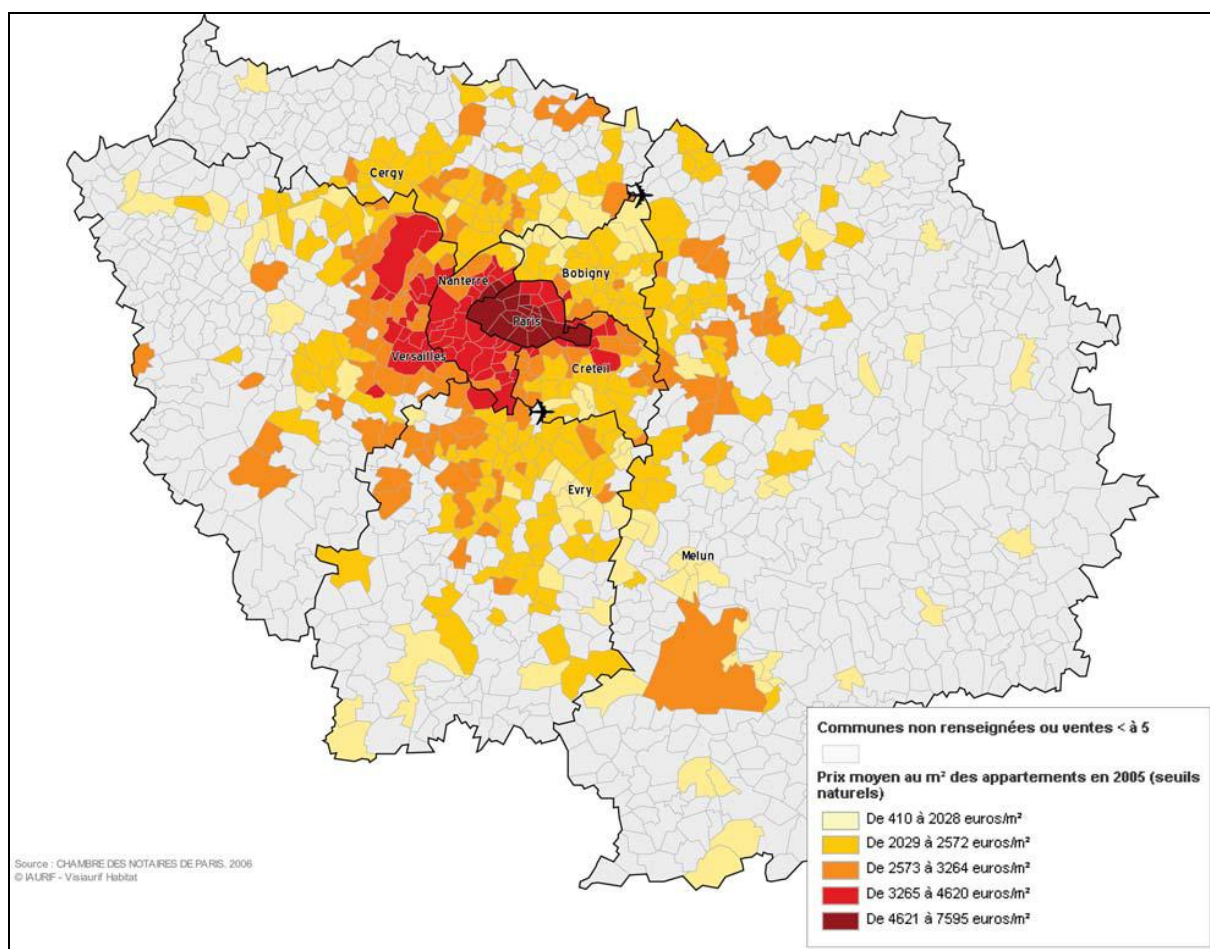 Cergy
Nanterre
Bobigny
Paris
Versailles
Créteil
Evry
Melun
Communes non renseignées ou ventes < à 5
Prix moyen au m² des appartements en 2005 (seuils
naturels)
De 410 à 2028 euros/m²
De 2029 à 2572 euros/m²
De 2573 à 3264 euros/m²
De 3265 à 4620 euros/m²
De 4621 à 7595 euros/m²
Source : CHAMBRE DES NOTAIRES DE PARIS. 2006
© IAURIF - Visiaurif Habitat